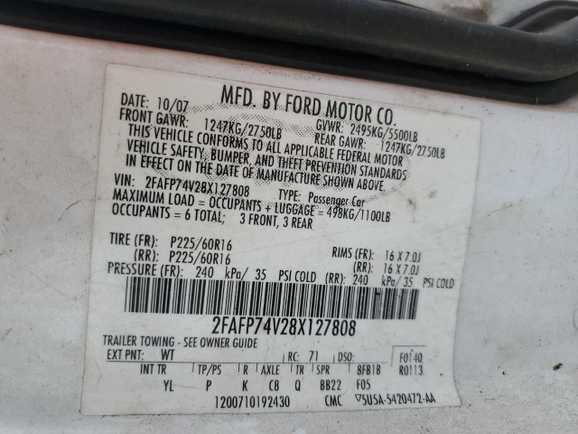 MFD. BY FORD MOTOR CO.
DATE: 10/07 GVWR: 2495KG/5500LB
FRONT GAWR: 1247KG/2750LB REAR GAWR: 1247KG/2750LB
THIS VEHICLE CONFORMS TO ALL APPLICABLE FEDERAL MOTOR
VEHICLE SAFETY, BUMPER, AND THEFT PREVENTION STANDARDS
IN EFFECT ON THE DATE OF MANUFACTURE SHOWN ABOVE.
VIN: 2FAFP74V28X127808 TYPE: Passenger Car
MAXIMUM LOAD = OCCUPANTS + LUGGAGE = 498KG/1100LB
OCCUPANTS = 6 TOTAL; 3 FRONT, 3 REAR
TIRE (FR): P225/60R16 RIMS (FR): 16 X 7.0J
(RR): P225/60R16 (RR): 16 X 7.0J
PRESSURE (FR): 240 kPa/ 35 PSI COLD (RR): 240 kPa/ 35 PSI COLD
2FAFP74V28X127808
TRAILER TOWING - SEE OWNER GUIDE
EXT PNT: WT RC: 71 DSO: F0140
INT TR TP/PS R AXLE TR SPR 8FB1B R0113
YL P K C8 Q BB22 F05
1200710192430 CMC 5U5A-5420472-AA